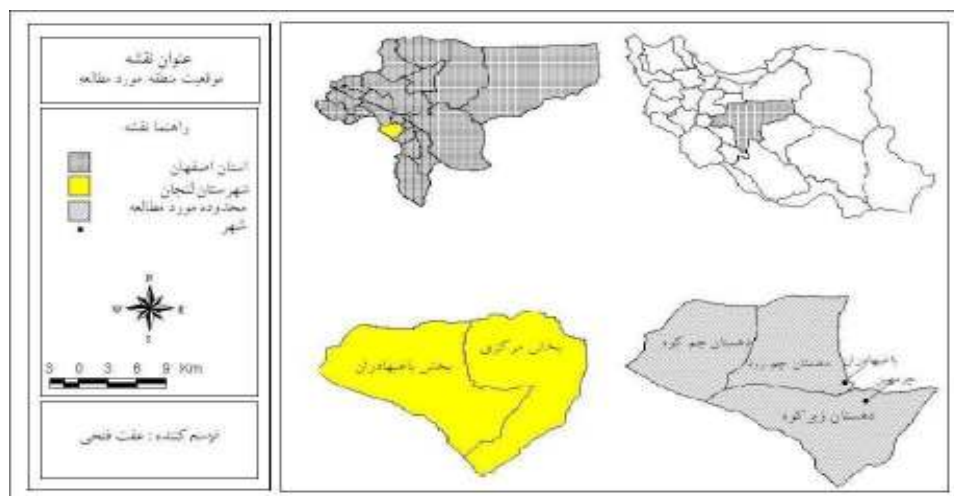 عنوان نقشه
موقعیت منطقه مورد مطالعه
راهنما نقشه
استان اصفهان
شهرستان لنجان
محدوده مورد مطالعه
شهر
N
W E
S
3 0 3 6 9 Km
ترسیم کننده : عفت فتحی
بخش مرکزی
بخش باغبهادران
دهستان چم کوه
دهستان چم رود
باغبهادران
دهستان زیر کوه